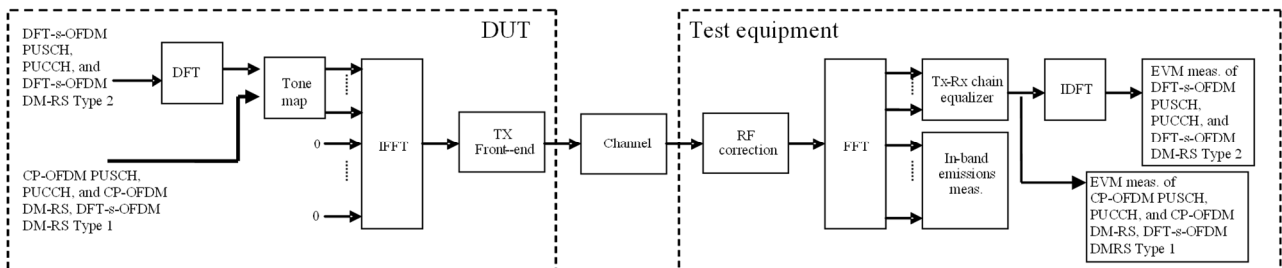 DUT
DFT-s-OFDM
PUSCH,
PUCCH, and
DFT-s-OFDM
DM-RS Type 2
DFT
Tone
map
CP-OFDM PUSCH,
PUCCH, and CP-OFDM
DM-RS, DFT-s-OFDM
DM-RS Type 1
0
0
IFFT
TX
Front--end
Channel
Test equipment
RF
correction
FFT
Tx-Rx chain
equalizer
In-band
emissions
meas.
IDFT
EVM meas. of
DFT-s-OFDM
PUSCH,
PUCCH, and
DFT-s-OFDM
DM-RS Type 2
EVM meas. of
CP-OFDM PUSCH,
PUCCH, and CP-OFDM
DM-RS, DFT-s-OFDM
DMRS Type 1